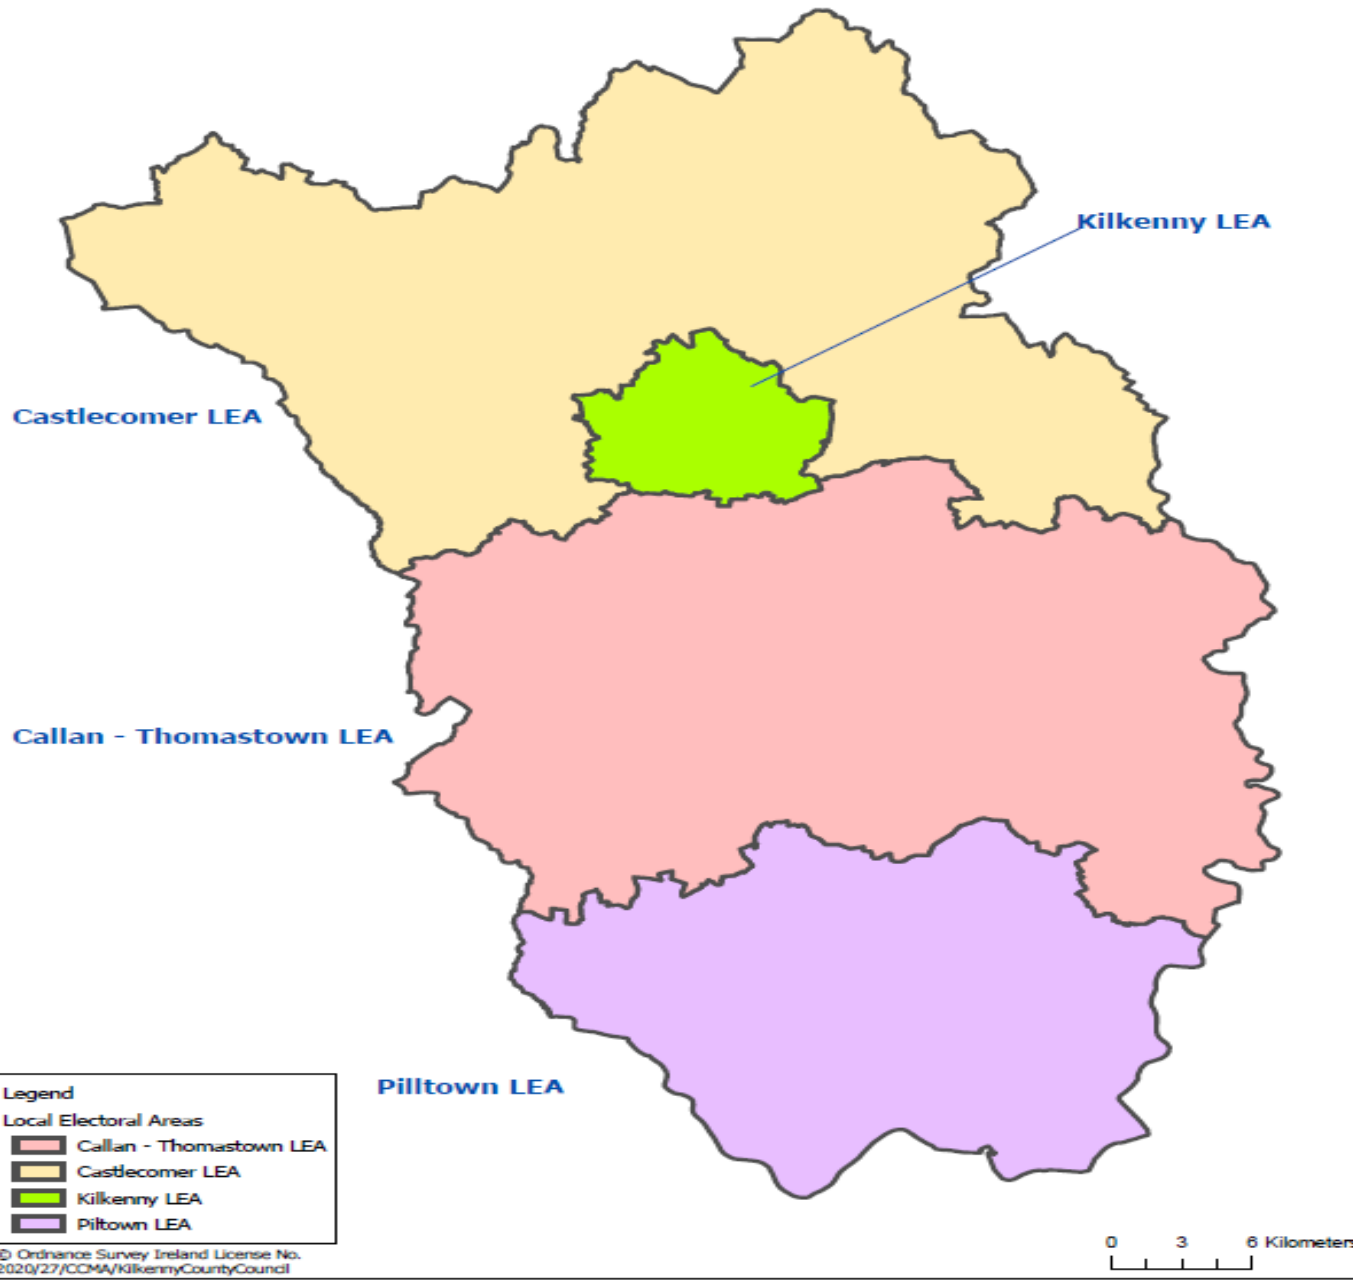 Kilkenny LEA
Castlecomer LEA
Callan - Thomastown LEA
Pilltown LEA
Legend
Local Electoral Areas
Callan - Thomastown LEA
Castlecomer LEA
Kilkenny LEA
Piltown LEA
© Ordnance Survey Ireland License No.
2020/27/CCMA/KilkennyCountyCouncil
0 3 6 Kilometers